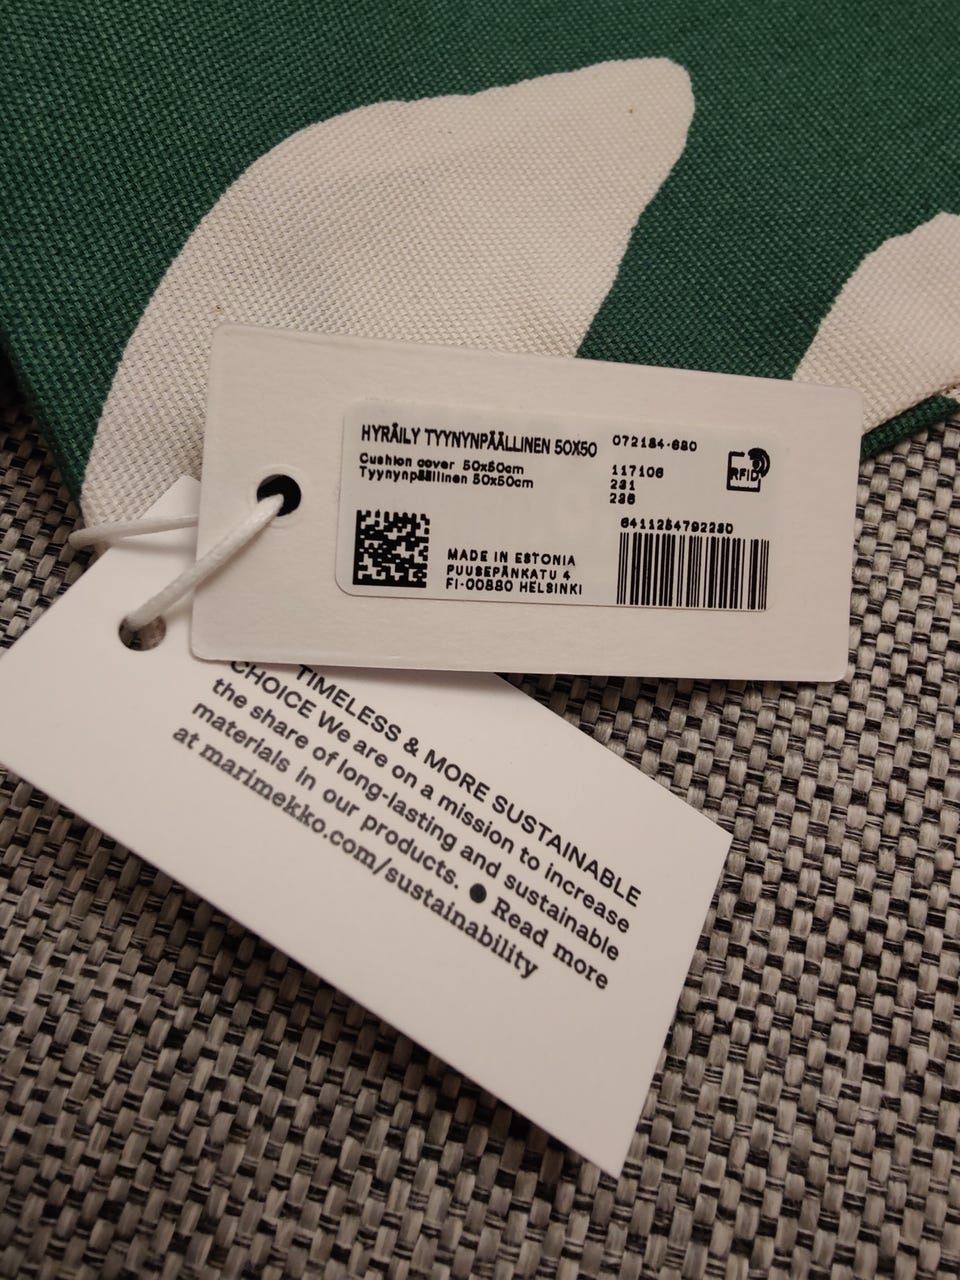 HYRÄILY TYYNYNPÄÄLLINEN 50X50
Cushion cover 50x50cm
Tyynynpäällinen 50x50cm
072184-680
117106
231
236
RFID
6411254792230
MADE IN ESTONIA
PUUSEPÄNKATU 4
FI-00880 HELSINKI
TIMELESS & MORE SUSTAINABLE
CHOICE We are on a mission to increase
the share of long-lasting and sustainable
materials in our products. ● Read more
at marimekko.com/sustainability